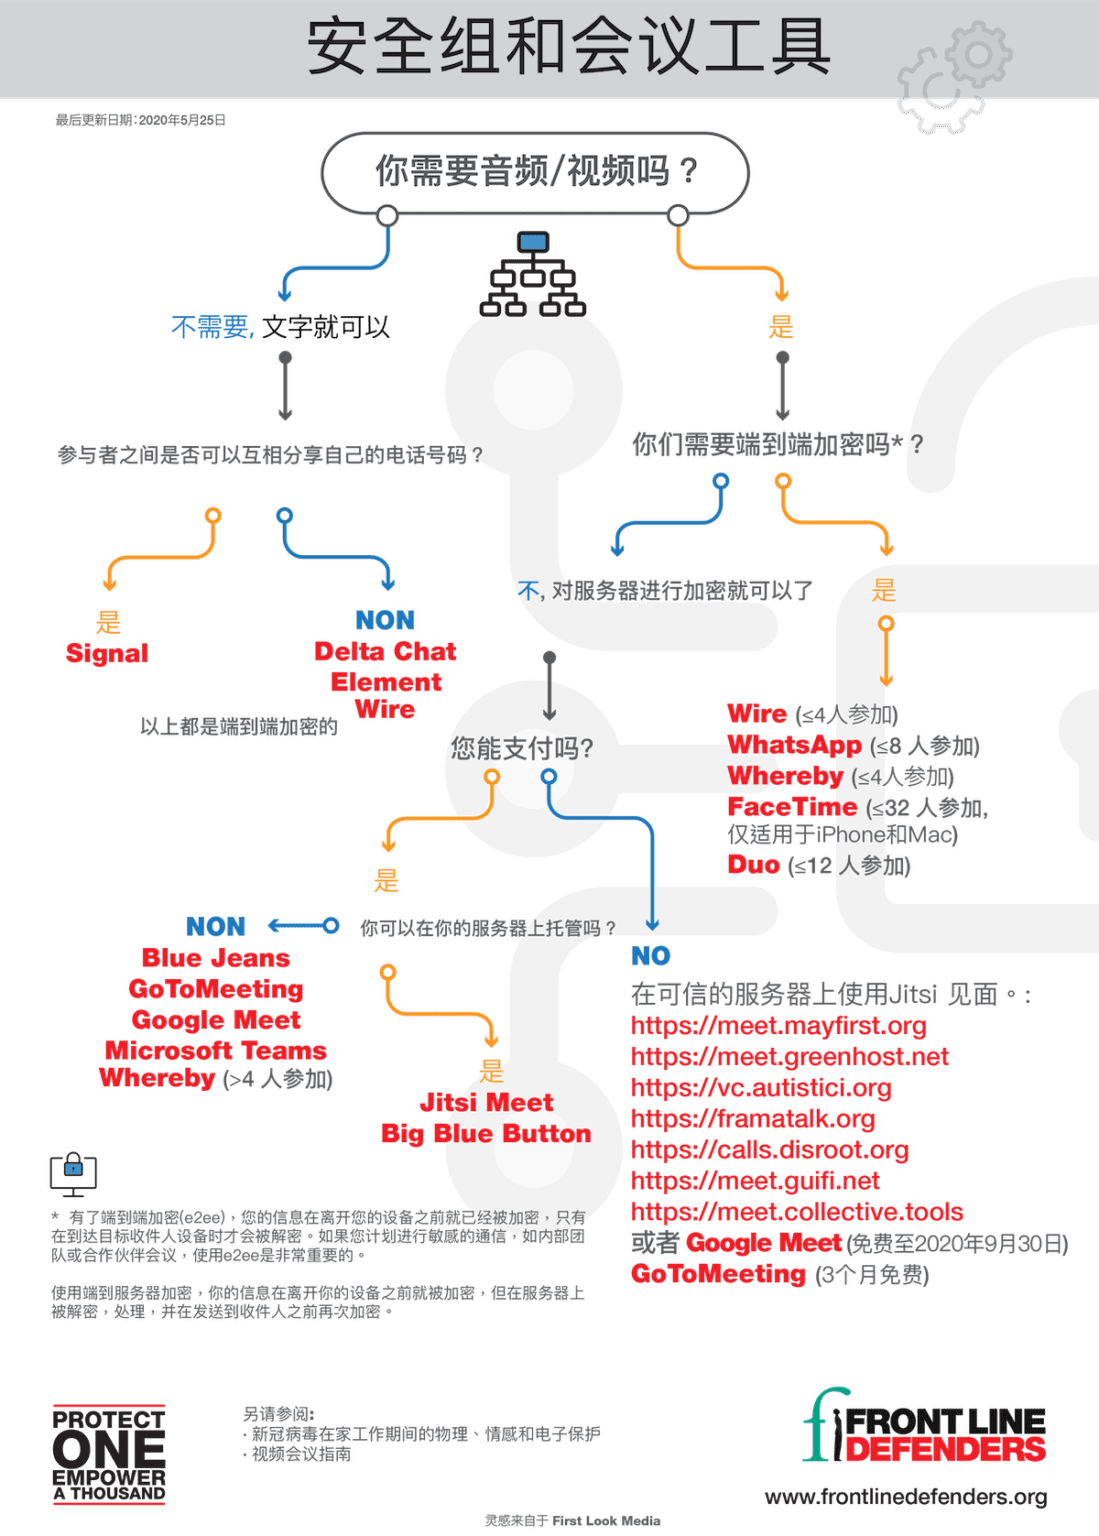 安全组和会议工具
最后更新日期：2020年5月25日
你需要音频/视频吗？
不需要, 文字就可以
是
参与者之间是否可以互相分享自己的电话号码？
你们需要端到端加密吗*？
是
Signal
NON
Delta Chat
Element
Wire
以上都是端到端加密的
不, 对服务器进行加密就可以了
是
Wire (≤4人参加)
WhatsApp (≤8 人参加)
Whereby (≤4人参加)
FaceTime (≤32 人参加,
仅适用于iPhone和Mac)
Duo (≤12 人参加)
您能支付吗?
是
你可以在你的服务器上托管吗？
NON
Blue Jeans
GoToMeeting
Google Meet
Microsoft Teams
Whereby (>4 人参加)
是
Jitsi Meet
Big Blue Button
NO
在可信的服务器上使用Jitsi 见面。:
https://meet.mayfirst.org
https://meet.greenhost.net
https://vc.autistici.org
https://framatalk.org
https://calls.disroot.org
https://meet.guifi.net
https://meet.collective.tools
或者 Google Meet (免费至2020年9月30日)
GoToMeeting (3个月免费)
* 有了端到端加密(e2ee)，您的信息在离开您的设备之前就已经被加密，只有
在到达目标收件人设备时才会被解密。如果您计划进行敏感的通信，如内部团
队或合作伙伴会议，使用e2ee是非常重要的。
使用端到服务器加密，你的信息在离开你的设备之前就被加密，但在服务器上
被解密，处理，并在发送到收件人之前再次加密。
PROTECT
ONE
EMPOWER
A THOUSAND
另请参阅:
· 新冠病毒在家工作期间的物理、情感和电子保护
· 视频会议指南
FRONT LINE
DEFENDERS
www.frontlinedefenders.org
灵感来自于 First Look Media